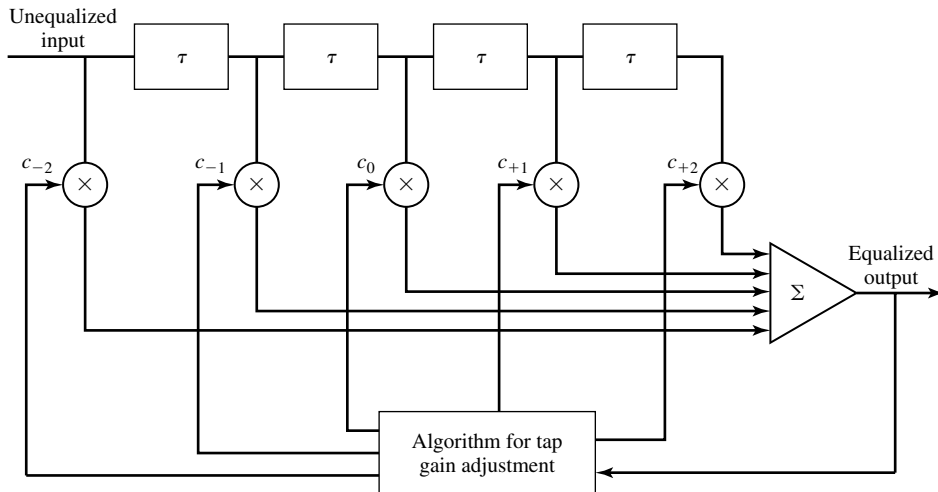 Unequalized
input
τ
τ
τ
τ
c₋₂
c₋₁
c₀
c₊₁
c₊₂
×
×
×
×
×
Equalized
output
Σ
Algorithm for tap
gain adjustment